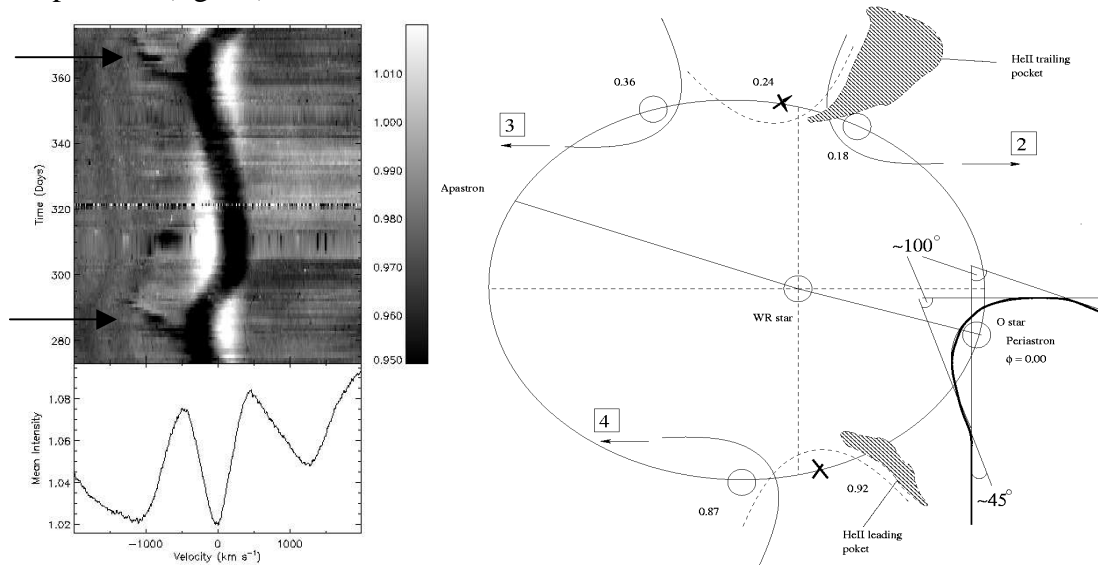 360
340
320
300
280
Time (Days)
1.010
1.000
0.990
0.980
0.970
0.960
0.950
1.08
1.06
1.04
1.02
Mean Intensity
−1000
0
1000
Velocity (km s⁻¹)
HeII trailing
pocket
0.24
0.36
3
0.18
2
Apastron
~100°
WR star
O star
Periastron
ϕ = 0.00
4
0.92
0.87
~45°
HeII leading
poket